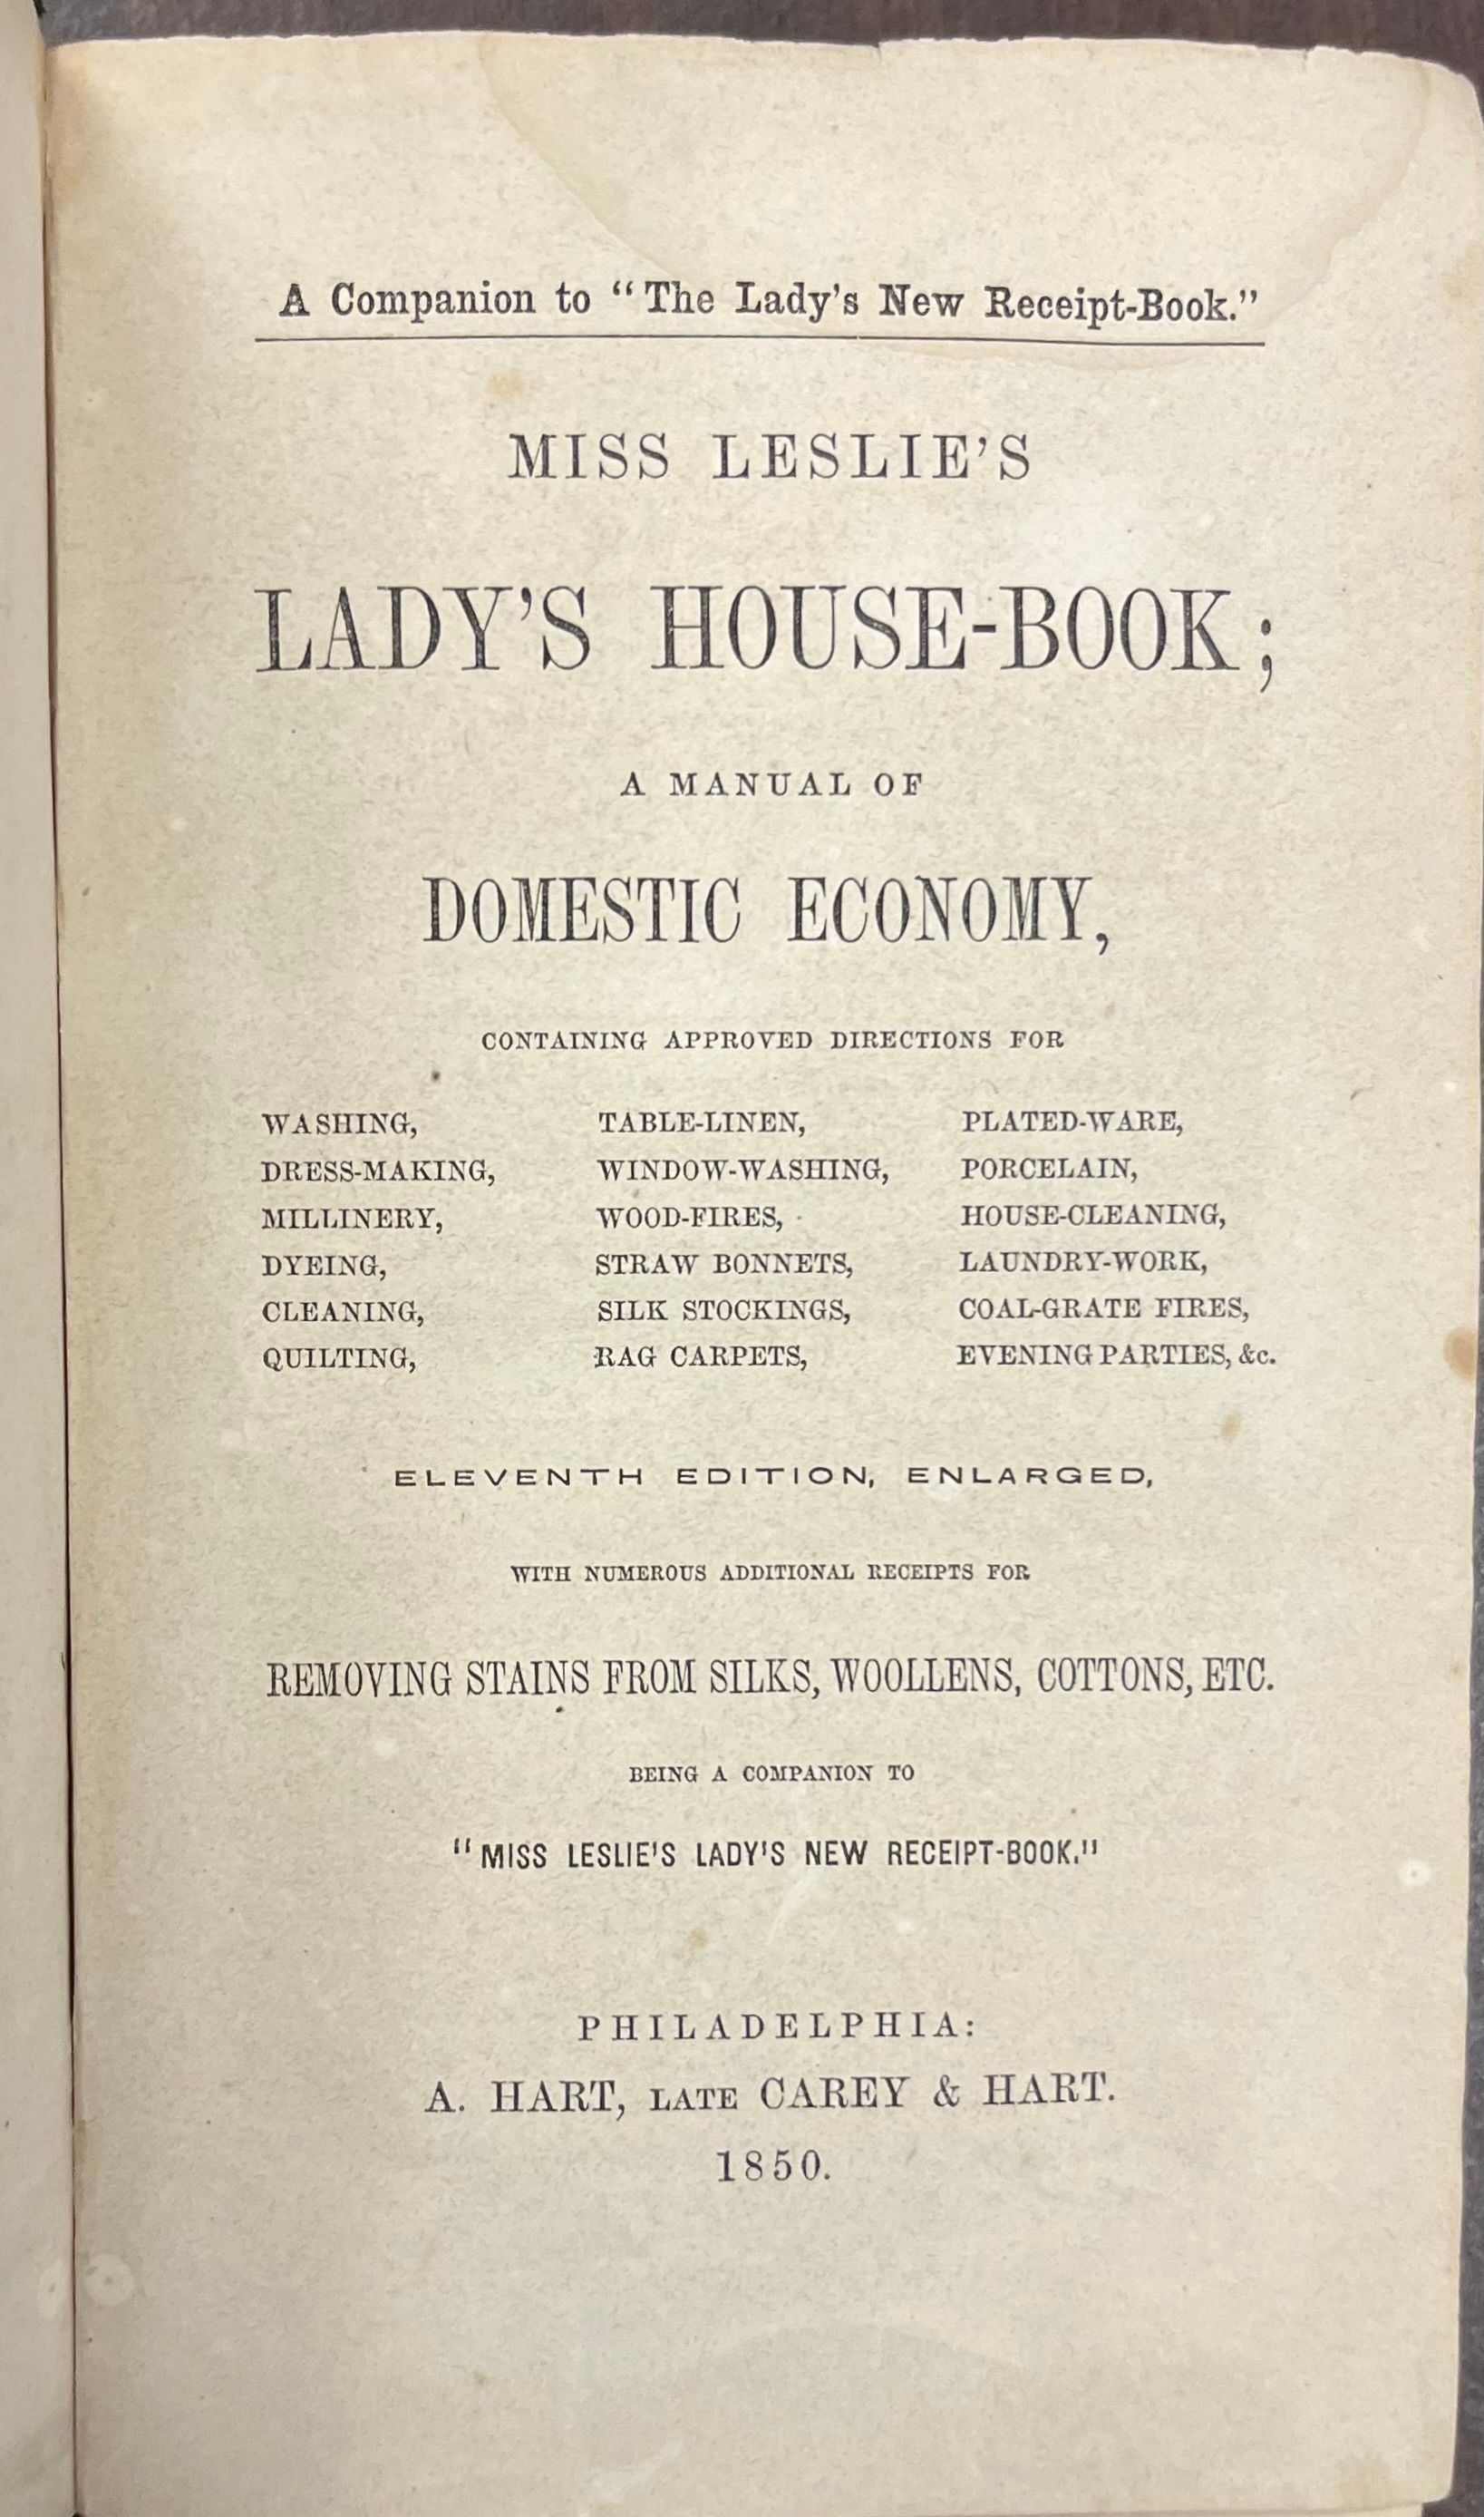 A Companion to "The Lady's New Receipt-Book."
MISS LESLIE'S
LADY'S HOUSE-BOOK;
A MANUAL OF
DOMESTIC ECONOMY,
CONTAINING APPROVED DIRECTIONS FOR
WASHING, TABLE-LINEN, PLATED-WARE,
DRESS-MAKING, WINDOW-WASHING, PORCELAIN,
MILLINERY, WOOD-FIRES, HOUSE-CLEANING,
DYEING, STRAW BONNETS, LAUNDRY-WORK,
CLEANING, SILK STOCKINGS, COAL-GRATE FIRES,
QUILTING, RAG CARPETS, EVENING PARTIES, &c.
ELEVENTH EDITION, ENLARGED,
WITH NUMEROUS ADDITIONAL RECEIPTS FOR
REMOVING STAINS FROM SILKS, WOOLLENS, COTTONS, ETC.
BEING A COMPANION TO
"MISS LESLIE'S LADY'S NEW RECEIPT-BOOK."
PHILADELPHIA:
A. HART, LATE CAREY & HART.
1850.